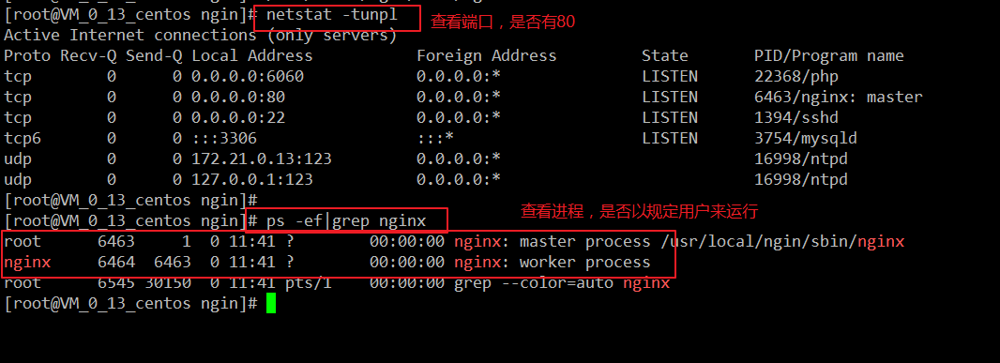 [root@VM_0_13_centos ngin]# netstat -tunpl
查看端口，是否有80
Active Internet connections (only servers)
Proto Recv-Q Send-Q Local Address Foreign Address State PID/Program name
tcp 0 0 0.0.0.0:6060 0.0.0.0:* LISTEN 22368/php
tcp 0 0 0.0.0.0:80 0.0.0.0:* LISTEN 6463/nginx: master
tcp 0 0 0.0.0.0:22 0.0.0.0:* LISTEN 1394/sshd
tcp6 0 0 :::3306 :::* LISTEN 3754/mysqld
udp 0 0 172.21.0.13:123 0.0.0.0:* 16998/ntpd
udp 0 0 127.0.0.1:123 0.0.0.0:* 16998/ntpd
[root@VM_0_13_centos ngin]#
查看进程，是否以规定用户来运行
[root@VM_0_13_centos ngin]# ps -ef|grep nginx
root 6463 1 0 11:41 ? 00:00:00 nginx: master process /usr/local/ngin/sbin/nginx
nginx 6464 6463 0 11:41 ? 00:00:00 nginx: worker process
root 6545 30150 0 11:41 pts/1 00:00:00 grep --color=auto nginx
[root@VM_0_13_centos ngin]#